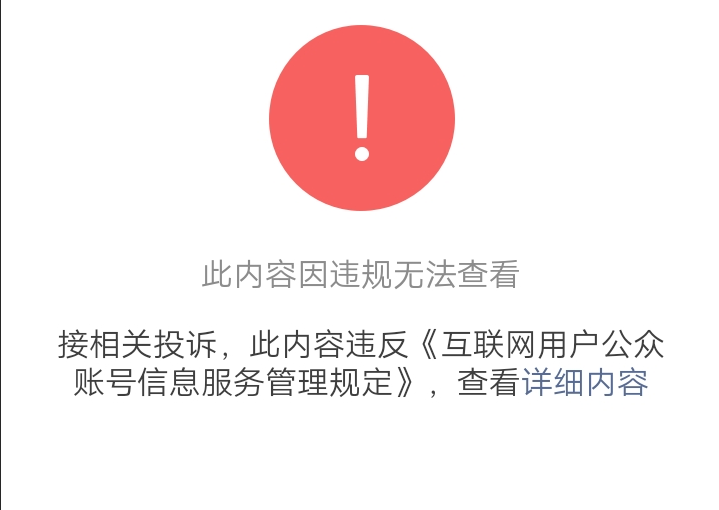 此内容因违规无法查看
接相关投诉，此内容违反《互联网用户公众
账号信息服务管理规定》，查看详细内容